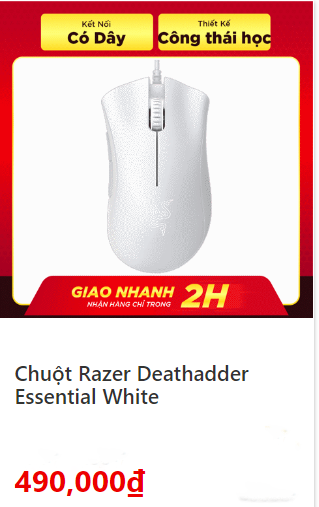 Kết Nối
Có Dây
Thiết Kế
Công thái học
GIAO NHANH 2H
NHẬN HÀNG CHỈ TRONG
Chuột Razer Deathadder
Essential White
490,000₫